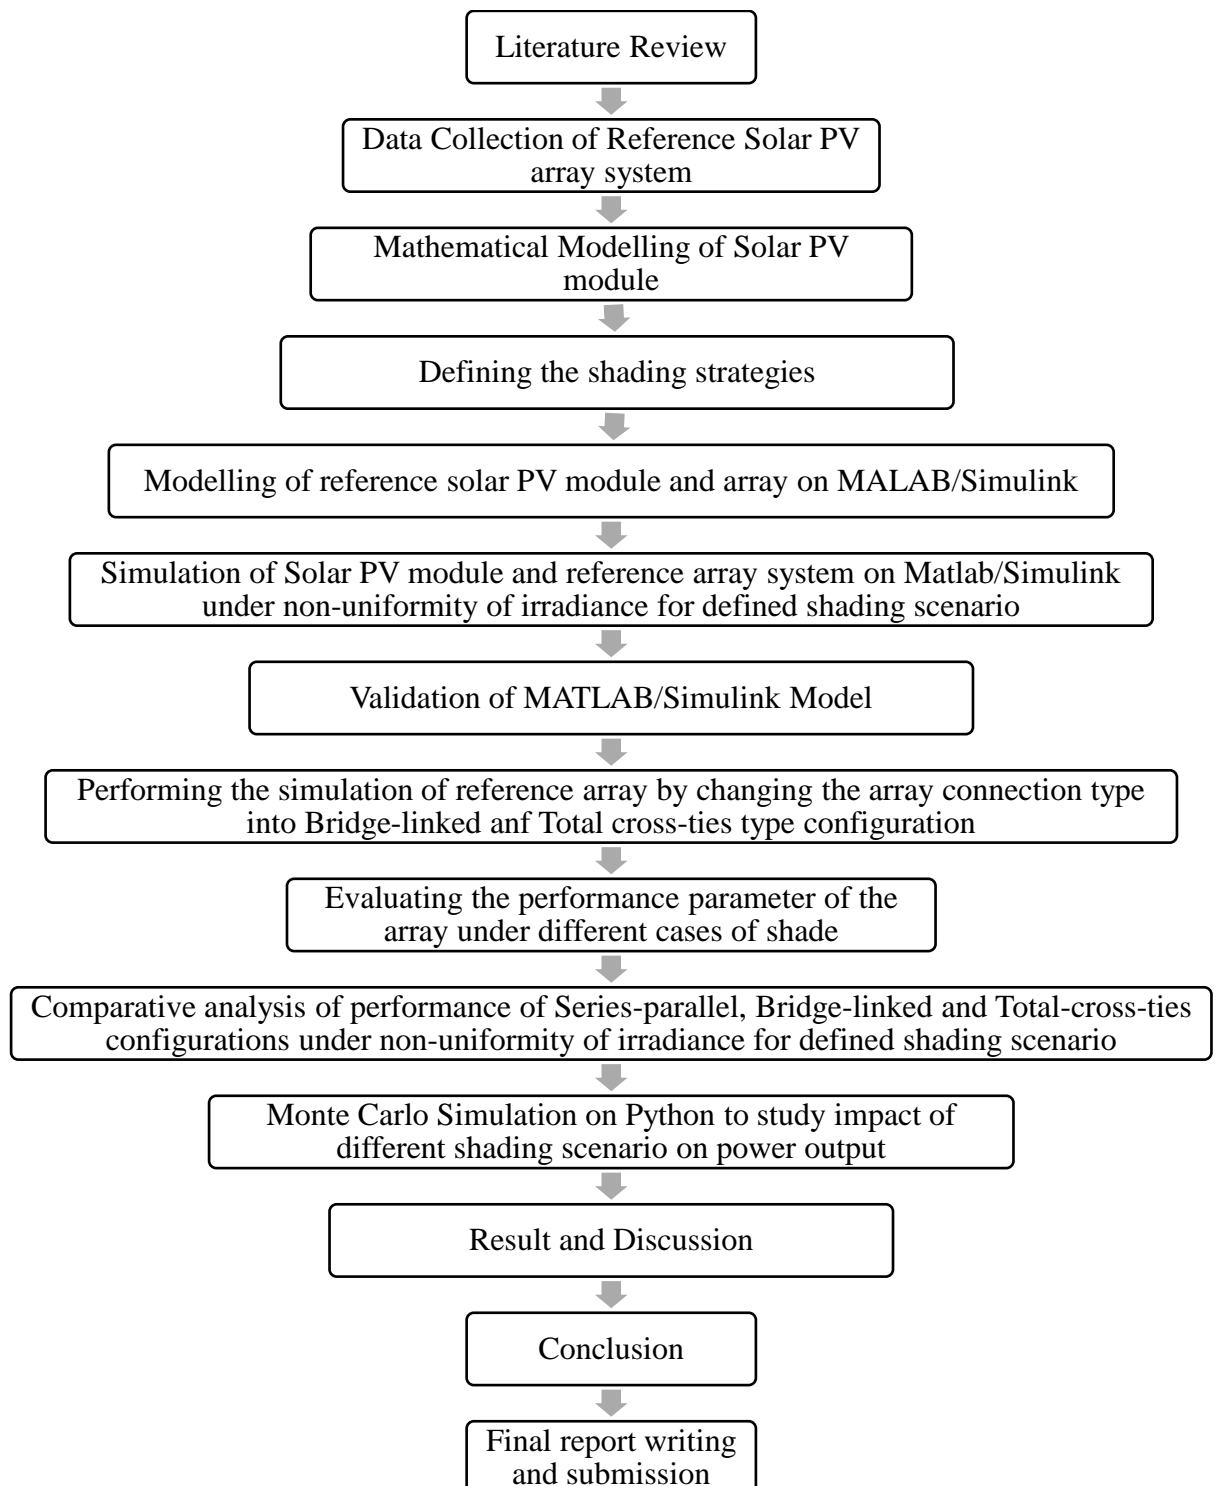 Literature Review
Data Collection of Reference Solar PV
array system
Mathematical Modelling of Solar PV
module
Defining the shading strategies
Modelling of reference solar PV module and array on MALAB/Simulink
Simulation of Solar PV module and reference array system on Matlab/Simulink
under non-uniformity of irradiance for defined shading scenario
Validation of MATLAB/Simulink Model
Performing the simulation of reference array by changing the array connection type
into Bridge-linked anf Total cross-ties type configuration
Evaluating the performance parameter of the
array under different cases of shade
Comparative analysis of performance of Series-parallel, Bridge-linked and Total-cross-ties
configurations under non-uniformity of irradiance for defined shading scenario
Monte Carlo Simulation on Python to study impact of
different shading scenario on power output
Result and Discussion
Conclusion
Final report writing
and submission